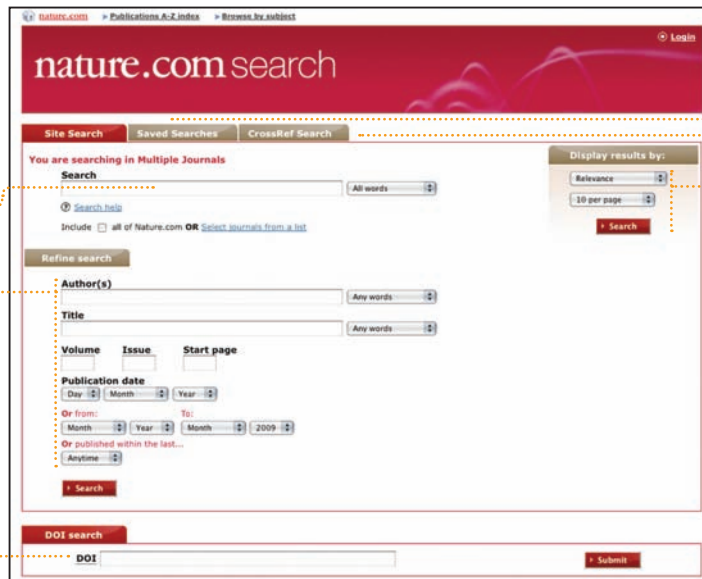 nature.com Publications A-Z index Browse by subject
Login
nature.com search
Site Search Saved Searches CrossRef Search
You are searching in Multiple Journals
Display results by:
Search
All words
Relevance
Search help
10 per page
Include all of Nature.com OR Select journals from a list
Search
Refine search
Author(s)
Any words
Title
Any words
Volume Issue Start page
Publication date
Day Month Year
Or from: To:
Month Year Month 2009
Or published within the last...
Anytime
Search
DOI search
DOI
Submit